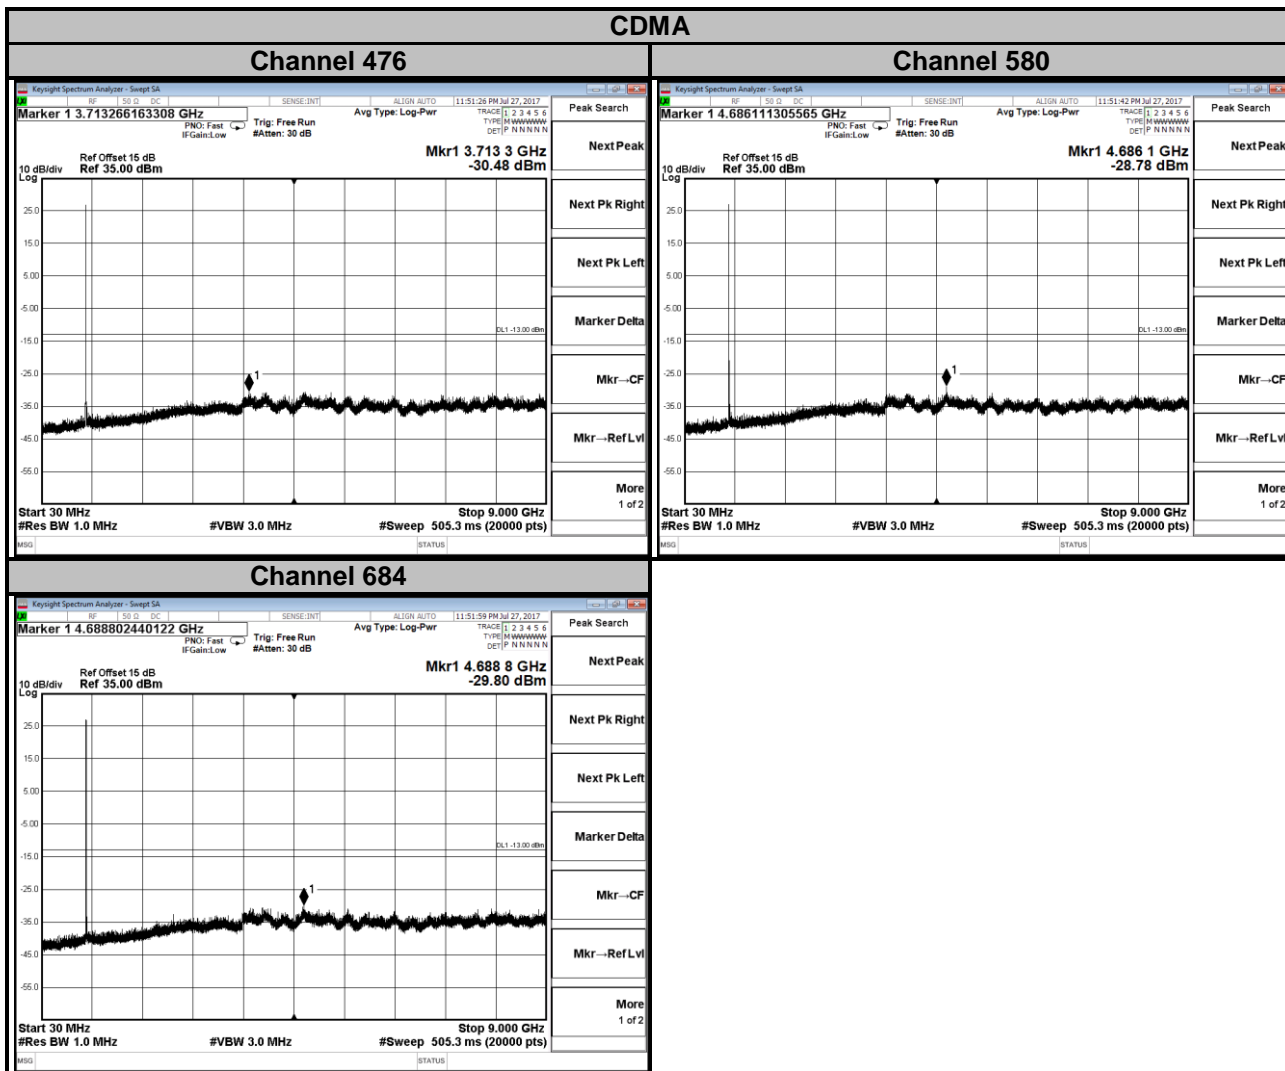 CDMA
Channel 476
Channel 580
Keysight Spectrum Analyzer - Swept SA
RF 50 Ω DC SENSE:INT ALIGN AUTO 11:51:26 PM Jul 27, 2017
Marker 1 3.713266163308 GHz
PNO: Fast
IFGain:Low
Trig: Free Run
#Atten: 30 dB
Avg Type: Log-Pwr
TRACE 1 2 3 4 5 6
TYPE M WWWWW
DET P N N N N N
Ref Offset 15 dB
10 dB/div Ref 35.00 dBm
Log
Mkr1 3.713 3 GHz
-30.48 dBm
25.0
15.0
5.00
-5.00
DL1 -13.00 dBm
-15.0
-25.0
1
-35.0
-45.0
-55.0
Start 30 MHz Stop 9.000 GHz
#Res BW 1.0 MHz #VBW 3.0 MHz #Sweep 505.3 ms (20000 pts)
MSG STATUS
Peak Search
Next Peak
Next Pk Right
Next Pk Left
Marker Delta
Mkr→CF
Mkr→Ref Lvl
More
1 of 2
Keysight Spectrum Analyzer - Swept SA
RF 50 Ω DC SENSE:INT ALIGN AUTO 11:51:42 PM Jul 27, 2017
Marker 1 4.686111305565 GHz
PNO: Fast
IFGain:Low
Trig: Free Run
#Atten: 30 dB
Avg Type: Log-Pwr
TRACE 1 2 3 4 5 6
TYPE M WWWWW
DET P N N N N N
Ref Offset 15 dB
10 dB/div Ref 35.00 dBm
Log
Mkr1 4.686 1 GHz
-28.78 dBm
25.0
15.0
5.00
-5.00
DL1 -13.00 dBm
-15.0
-25.0
1
-35.0
-45.0
-55.0
Start 30 MHz Stop 9.000 GHz
#Res BW 1.0 MHz #VBW 3.0 MHz #Sweep 505.3 ms (20000 pts)
MSG STATUS
Peak Search
Next Peak
Next Pk Right
Next Pk Left
Marker Delta
Mkr→CF
Mkr→Ref Lvl
More
1 of 2
Channel 684
Keysight Spectrum Analyzer - Swept SA
RF 50 Ω DC SENSE:INT ALIGN AUTO 11:51:59 PM Jul 27, 2017
Marker 1 4.688802440122 GHz
PNO: Fast
IFGain:Low
Trig: Free Run
#Atten: 30 dB
Avg Type: Log-Pwr
TRACE 1 2 3 4 5 6
TYPE M WWWWW
DET P N N N N N
Ref Offset 15 dB
10 dB/div Ref 35.00 dBm
Log
Mkr1 4.688 8 GHz
-29.80 dBm
25.0
15.0
5.00
-5.00
DL1 -13.00 dBm
-15.0
-25.0
1
-35.0
-45.0
-55.0
Start 30 MHz Stop 9.000 GHz
#Res BW 1.0 MHz #VBW 3.0 MHz #Sweep 505.3 ms (20000 pts)
MSG STATUS
Peak Search
Next Peak
Next Pk Right
Next Pk Left
Marker Delta
Mkr→CF
Mkr→Ref Lvl
More
1 of 2